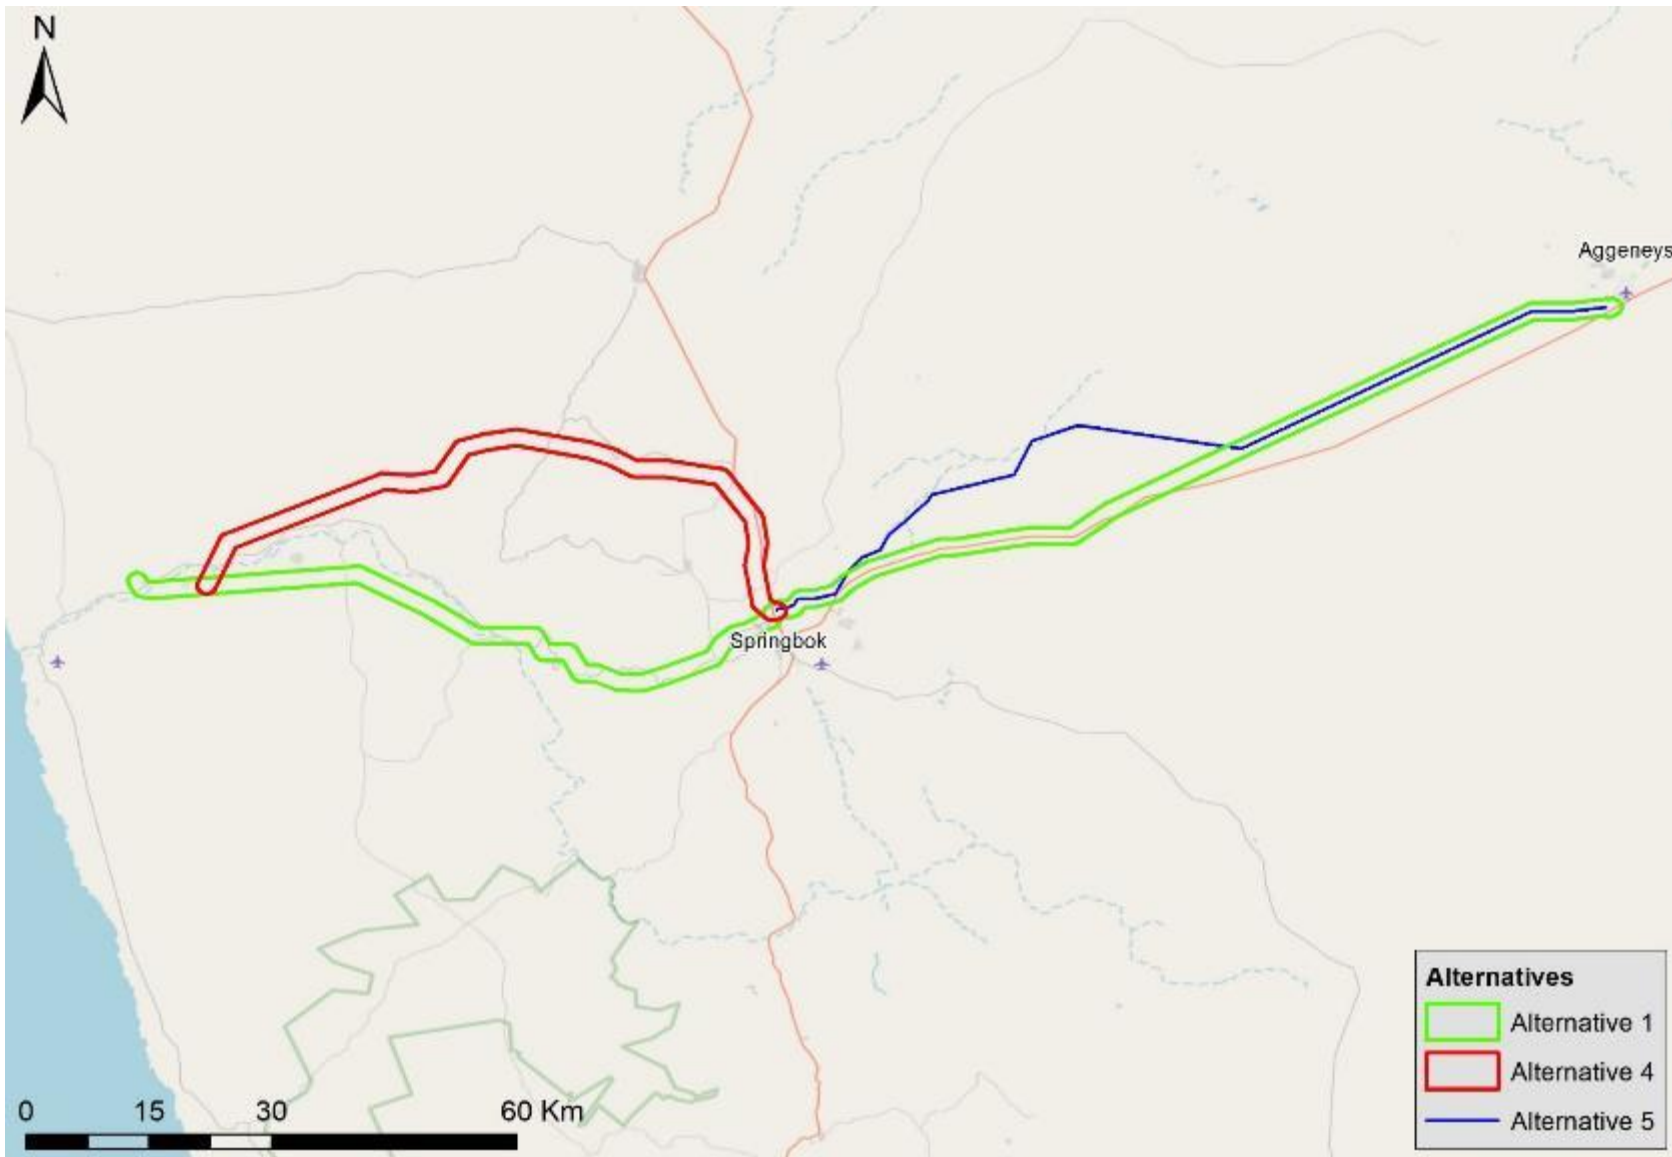 N
Aggeneys
Springbok
Alternatives
Alternative 1
Alternative 4
Alternative 5
0 15 30 60 Km